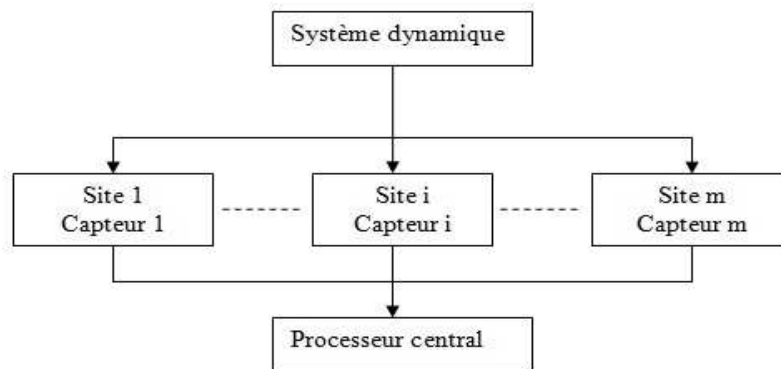 Système dynamique
Site 1
Capteur 1
Site i
Capteur i
Site m
Capteur m
Processeur central